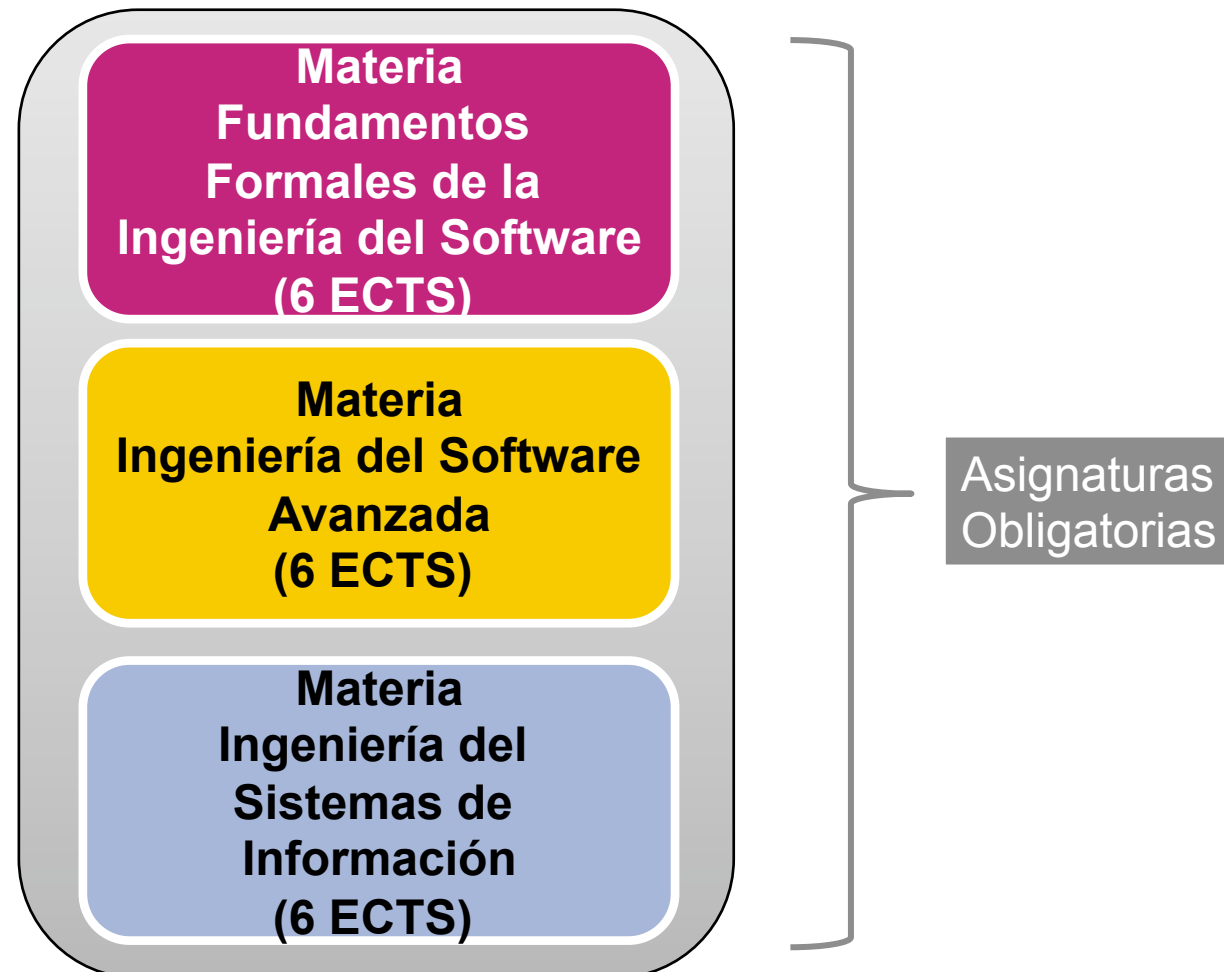 Materia
Fundamentos
Formales de la
Ingeniería del Software
(6 ECTS)
Materia
Ingeniería del Software
Avanzada
(6 ECTS)
Materia
Ingeniería del
Sistemas de
Información
(6 ECTS)
Asignaturas
Obligatorias